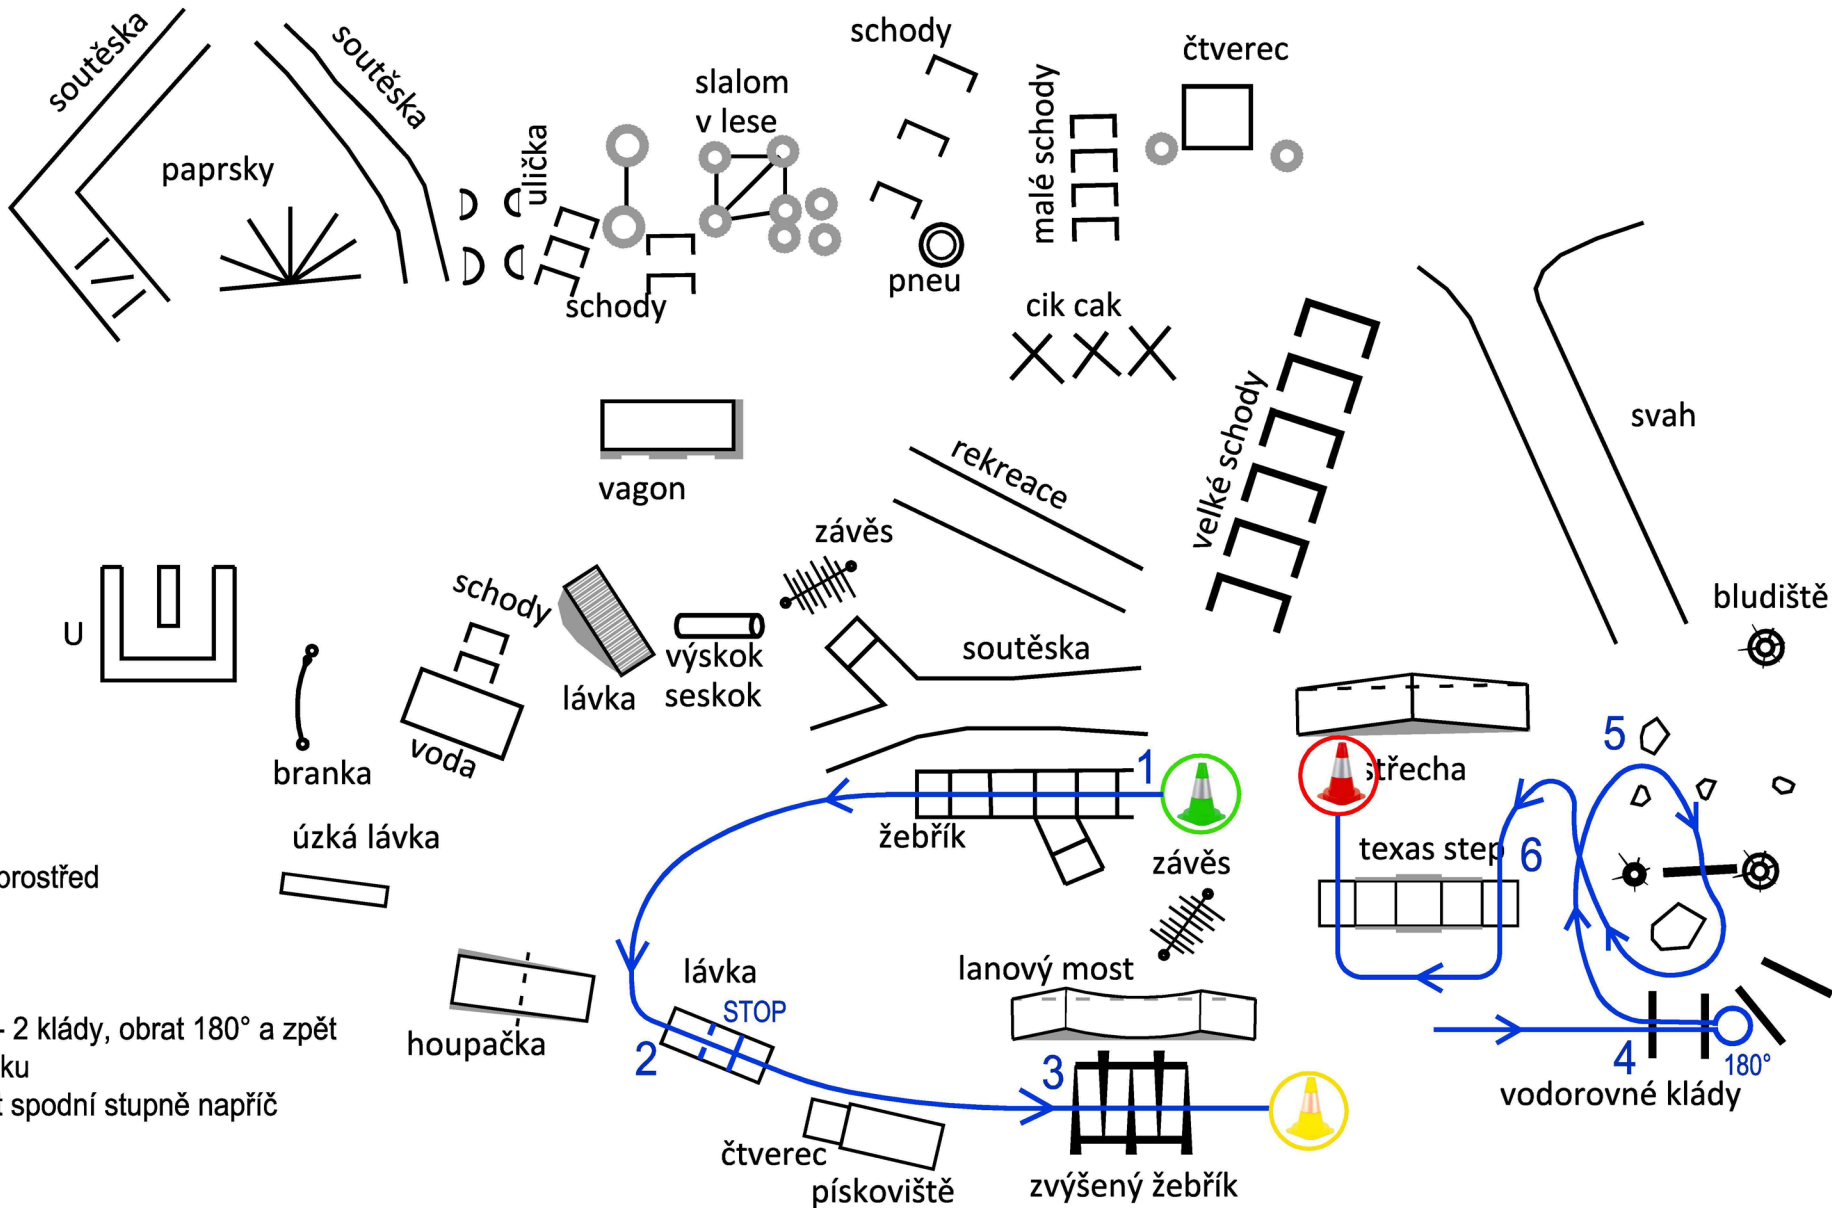 soutěska
soutěska
paprsky
ulička
schody
slalom
v lese
schody
pneu
malé schody
čtverec
cik cak
velké schody
svah
vagon
rekreace
závěs
schody
U
lávka
výskok
seskok
soutěska
bludiště
voda
branka
střecha
1
5
úzká lávka
žebřík
závěs
texas step
6
prostřed
lávka
STOP
lanový most
houpačka
2
3
4
180°
vodorovné klády
- 2 klády, obrat 180° a zpět
ku
t spodní stupně napříč
čtverec
pískoviště
zvýšený žebřík